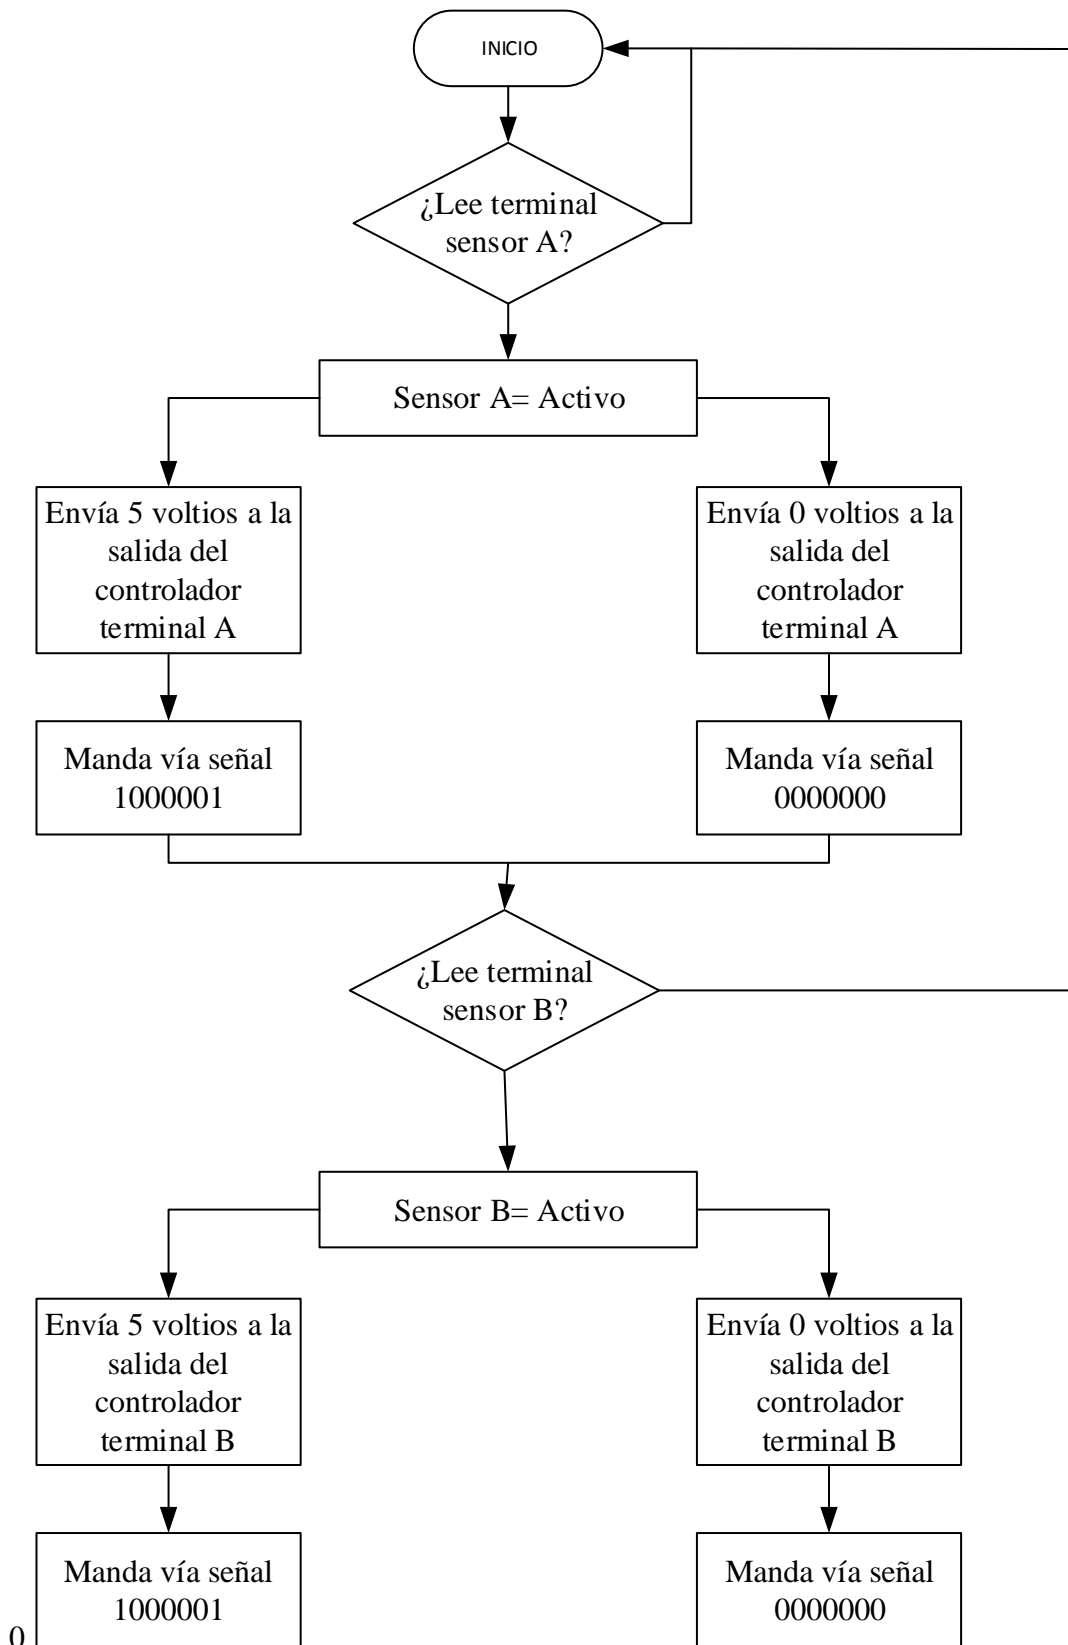 INICIO
¿Lee terminal
sensor A?
Sensor A= Activo
Envía 5 voltios a la
salida del
controlador
terminal A
Envía 0 voltios a la
salida del
controlador
terminal A
Manda vía señal
1000001
Manda vía señal
0000000
¿Lee terminal
sensor B?
Sensor B= Activo
Envía 5 voltios a la
salida del
controlador
terminal B
Envía 0 voltios a la
salida del
controlador
terminal B
Manda vía señal
1000001
Manda vía señal
0000000
0